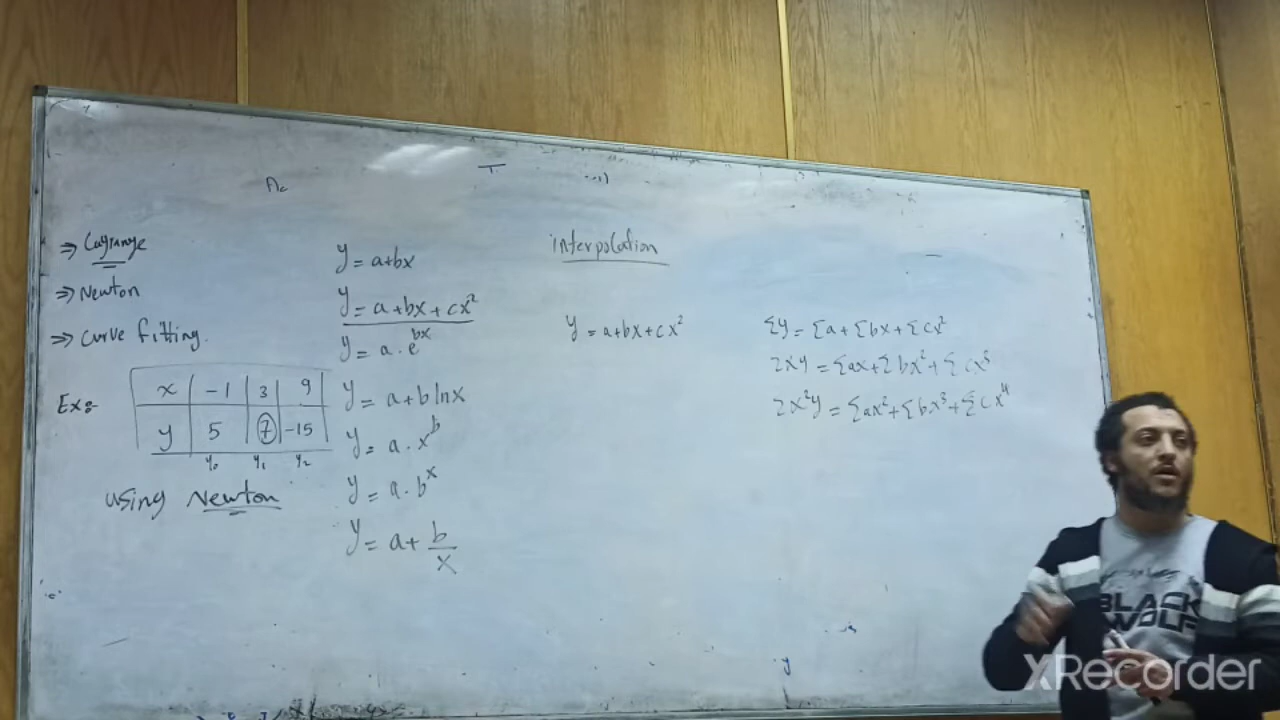 ⇒ Lagrange
⇒ Newton
⇒ Curve fitting.
Ex:
x | -1 | 3 | 9
y | 5 | 7 | -15
y₀ y₁ y₂
using Newton
y = a+bx
y = a+bx+cx²
y = a.e^bx
y = a+b lnx
y = a.x^b
y = a.b^x
y = a+ b/x
interpolation
y = a+bx+cx²
Σy = Σa+Σbx+Σcx²
Σxy = Σax+Σbx²+Σcx³
Σx²y = Σax²+Σbx³+Σcx⁴
BLACK
WOLF
XRecorder